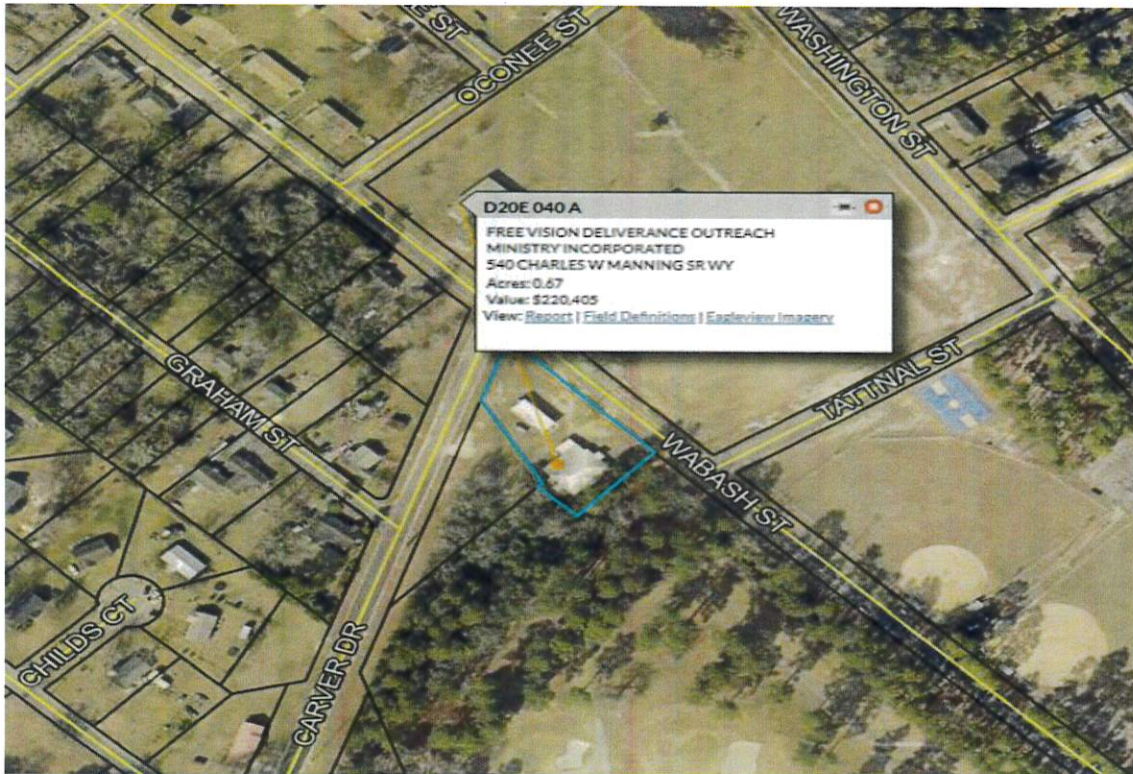 E ST
OCONEE ST
WASHINGTON ST
D20E 040 A
FREE VISION DELIVERANCE OUTREACH
MINISTRY INCORPORATED
540 CHARLES W MANNING SR WY
Acres: 0.67
Value: $220,405
View: Report | Field Definitions | Eagleview Imagery
GRAHAM ST
TATTNAL ST
WABASH ST
CHILDS CT
CARVER DR